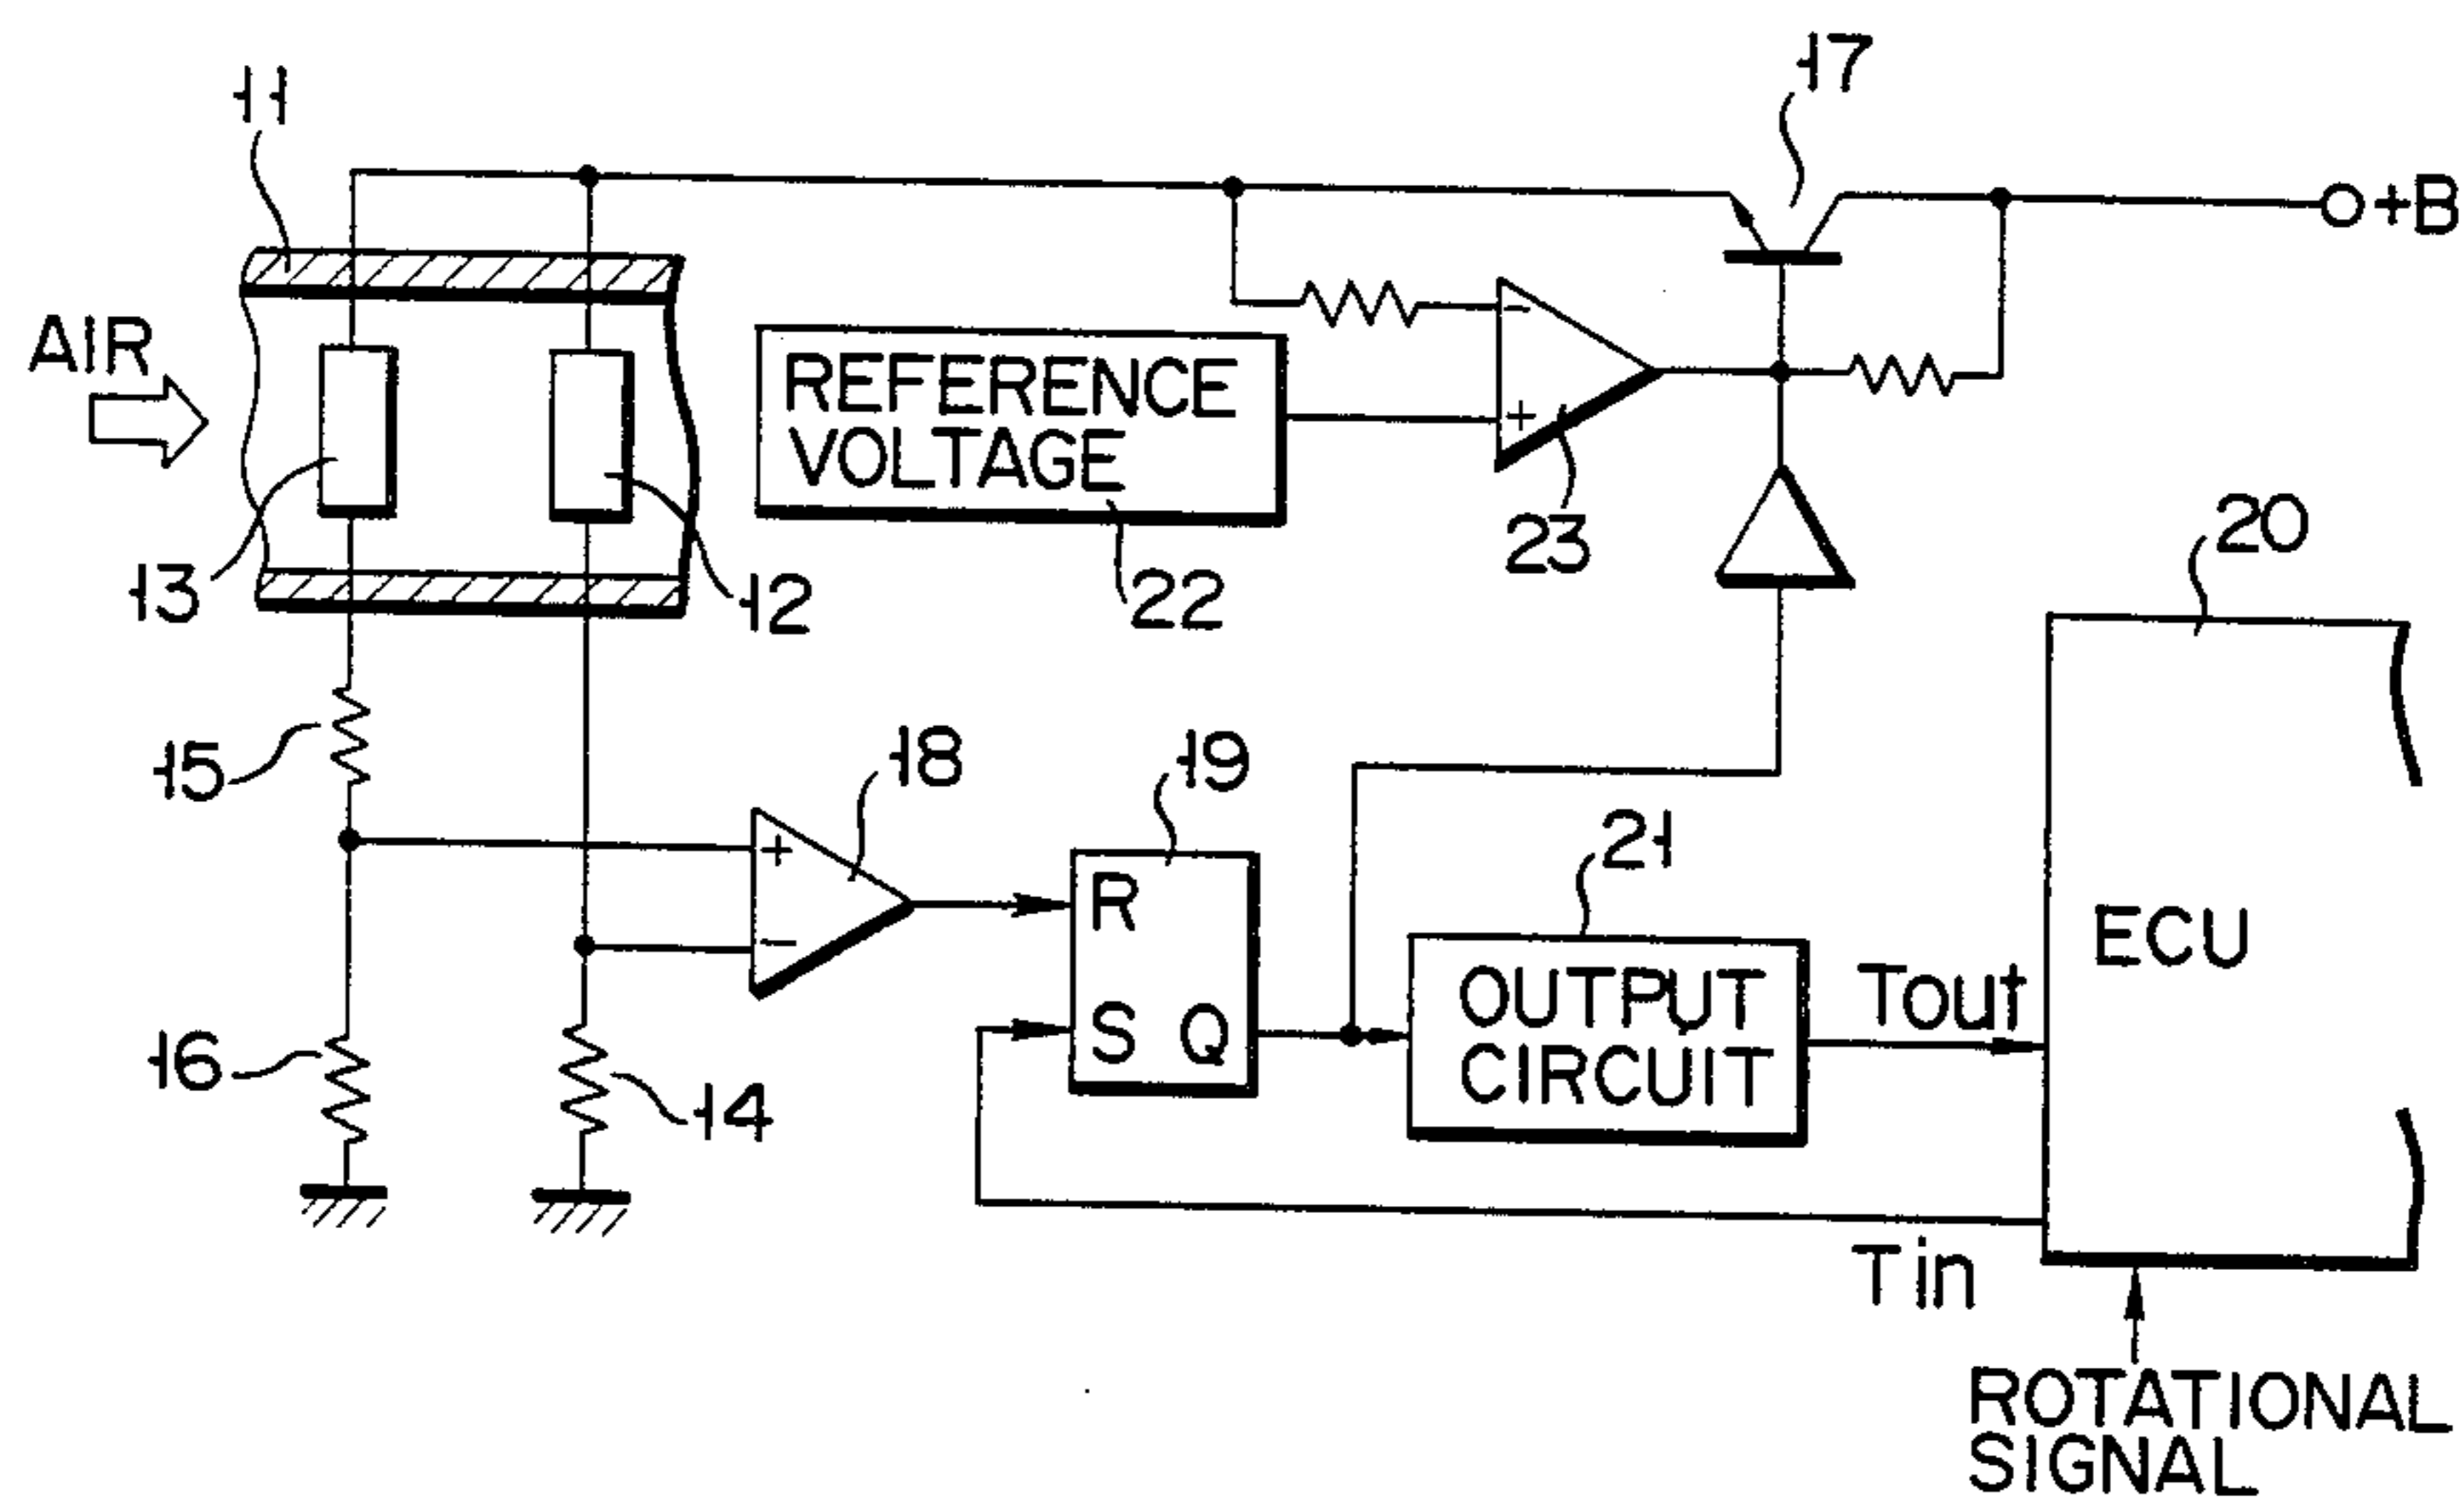 11
17
+B
AIR
REFERENCE
VOLTAGE
-
+
13
12
22
23
20
15
18
19
21
+
-
R
S Q
OUTPUT
CIRCUIT
Tout
ECU
16
14
Tin
ROTATIONAL
SIGNAL